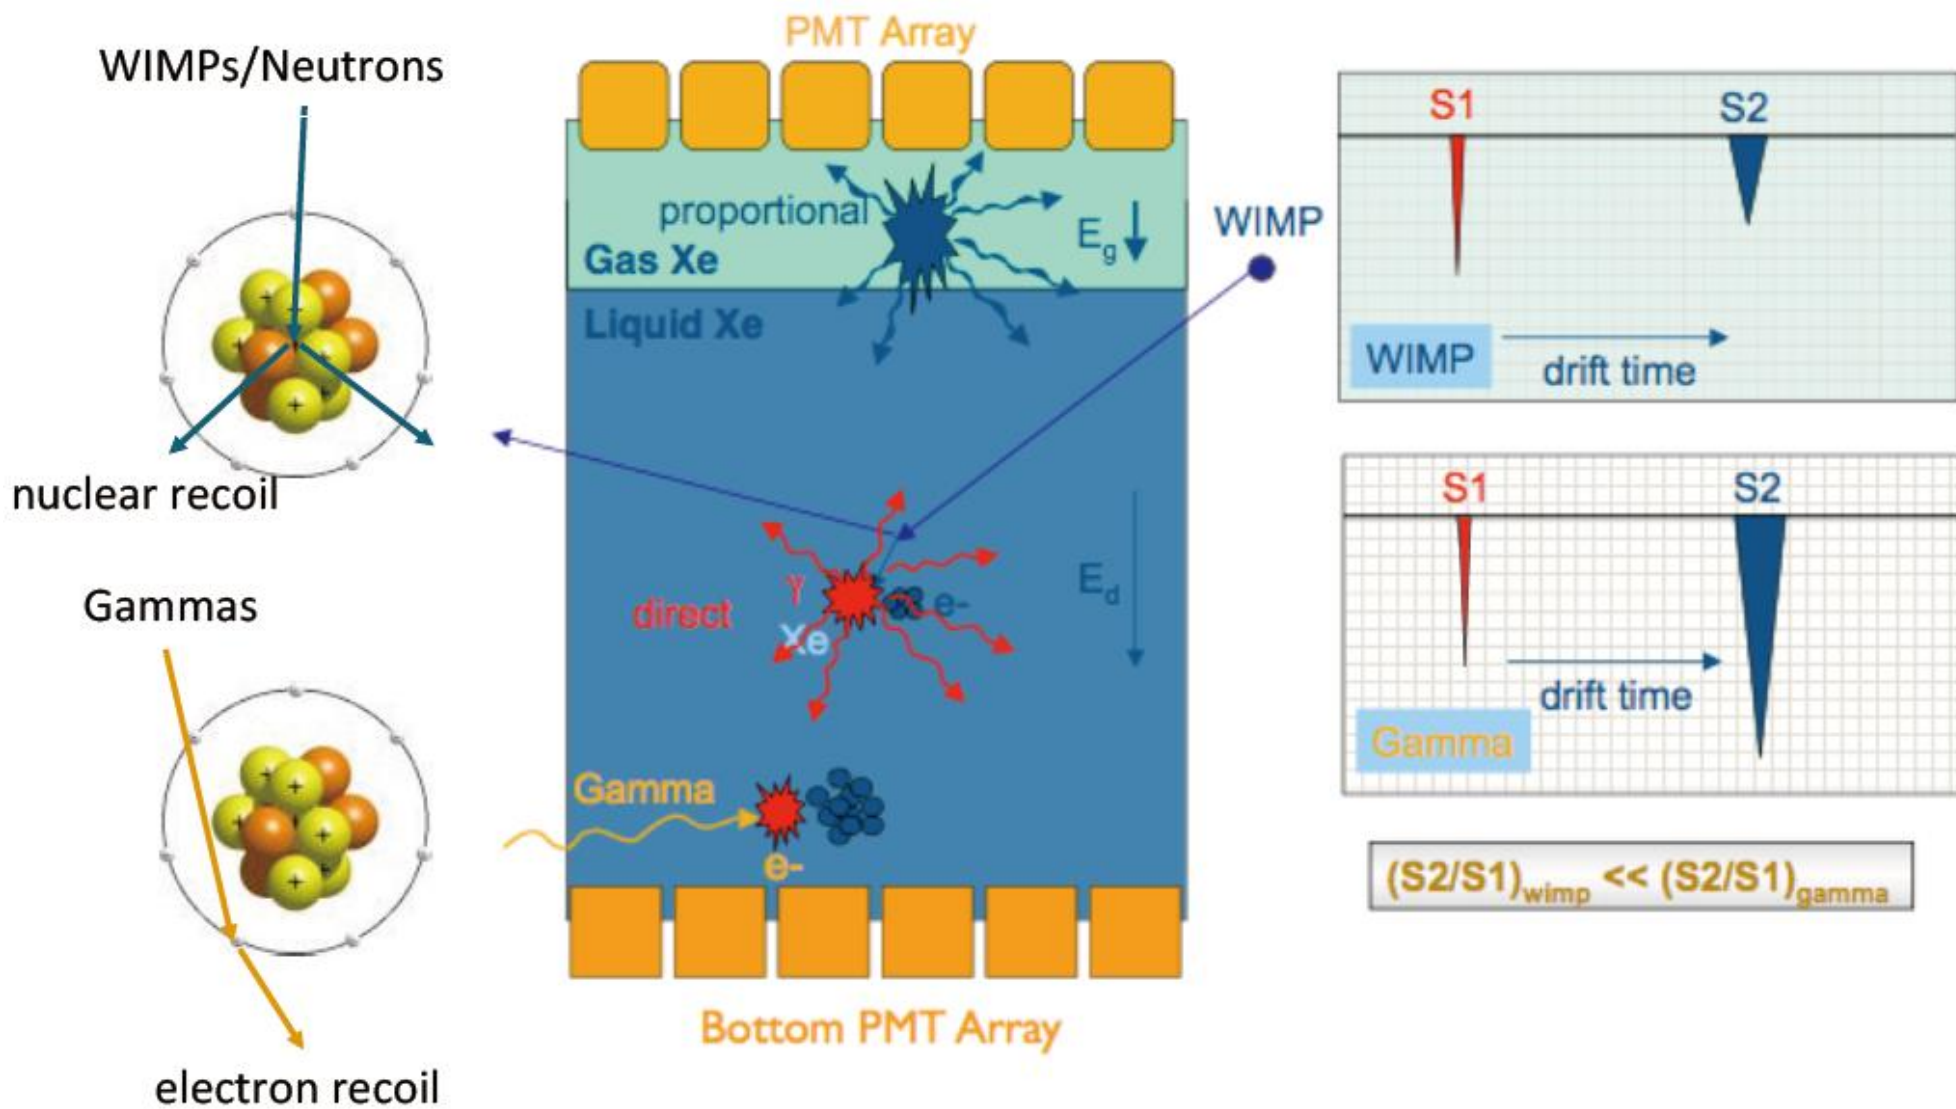 WIMPs/Neutrons
nuclear recoil
Gammas
electron recoil
PMT Array
proportional
Gas Xe
Eg
Liquid Xe
WIMP
γ
direct
Xe
e-
Ed
Gamma
e-
Bottom PMT Array
S1 S2
WIMP
drift time
S1 S2
drift time
Gamma
(S2/S1)wimp << (S2/S1)gamma
+
+
+
+
+
+
+
+
+
+
+
+